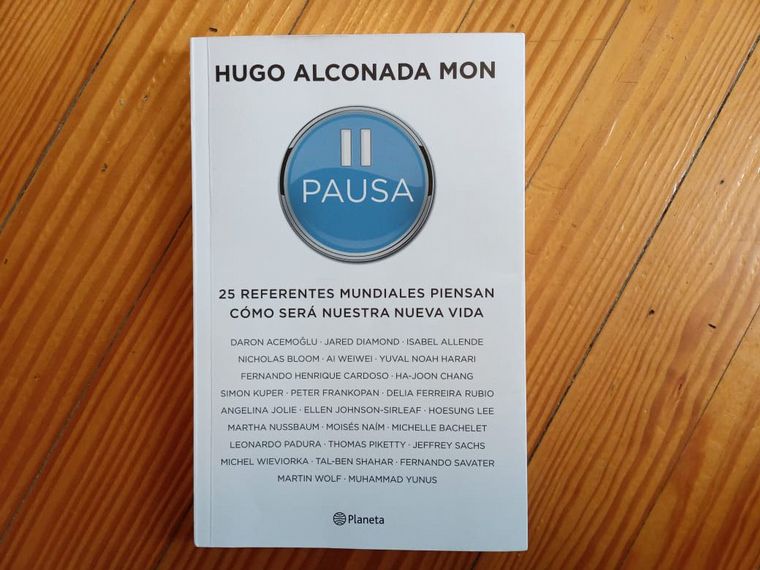 HUGO ALCONADA MON
PAUSA
25 REFERENTES MUNDIALES PIENSAN
CÓMO SERÁ NUESTRA NUEVA VIDA
DARON ACEMOĞLU · JARED DIAMOND · ISABEL ALLENDE
NICHOLAS BLOOM · AI WEIWEI · YUVAL NOAH HARARI
FERNANDO HENRIQUE CARDOSO · HA-JOON CHANG
SIMON KUPER · PETER FRANKOPAN · DELIA FERREIRA RUBIO
ANGELINA JOLIE · ELLEN JOHNSON-SIRLEAF · HOESUNG LEE
MARTHA NUSSBAUM · MOISÉS NAÍM · MICHELLE BACHELET
LEONARDO PADURA · THOMAS PIKETTY · JEFFREY SACHS
MICHEL WIEVIORKA · TAL-BEN SHAHAR · FERNANDO SAVATER
MARTIN WOLF · MUHAMMAD YUNUS
Planeta